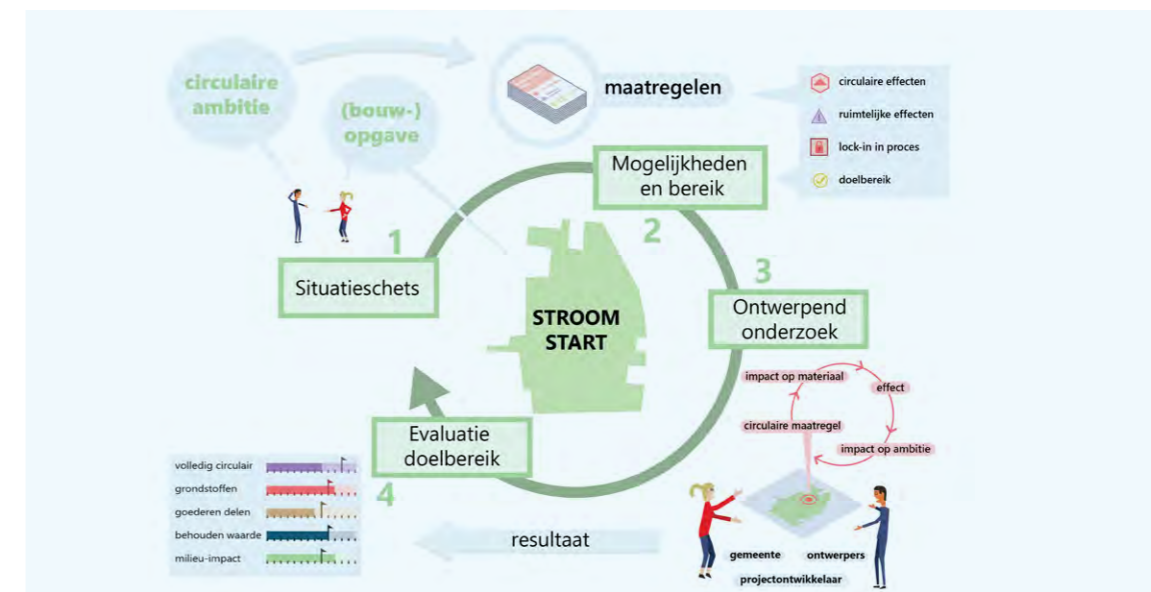 circulaire
ambitie
(bouw-)
opgave
maatregelen
circulaire effecten
ruimtelijke effecten
lock-in in proces
doelbereik
1
Situatieschets
Mogelijkheden
en bereik
2
3
Ontwerpend
onderzoek
STROOM
START
impact op materiaal
effect
circulaire maatregel
impact op ambitie
Evaluatie
doelbereik
4
volledig circulair
grondstoffen
goederen delen
behouden waarde
milieu-impact
resultaat
gemeente
ontwerpers
projectontwikkelaar